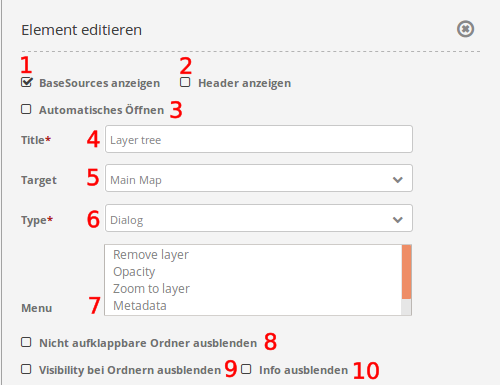 Element editieren
1 2
BaseSources anzeigen Header anzeigen
Automatisches Öffnen 3
Title* 4 Layer tree
Target 5 Main Map
Type* 6 Dialog
Remove layer
Opacity
Zoom to layer
Menu 7 Metadata
Nicht aufklappbare Ordner ausblenden 8
Visibility bei Ordnern ausblenden 9 Info ausblenden 10